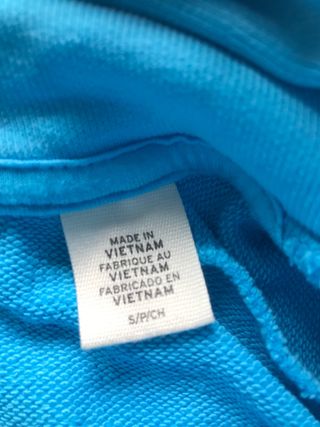 MADE IN
VIETNAM
FABRIQUE AU
VIETNAM
FABRICADO EN
VIETNAM
S/P/CH